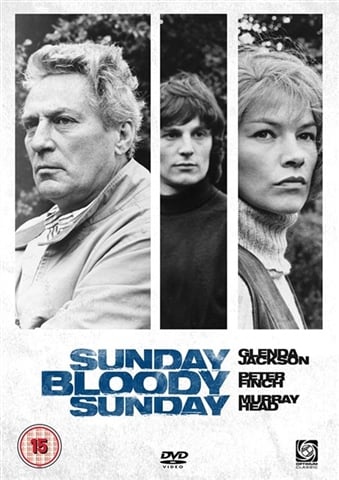 SUNDAY
BLOODY
SUNDAY
GLENDA
JACKSON
PETER
FINCH
MURRAY
HEAD
15
DVD
VIDEO
OPTIMUM
CLASSIC